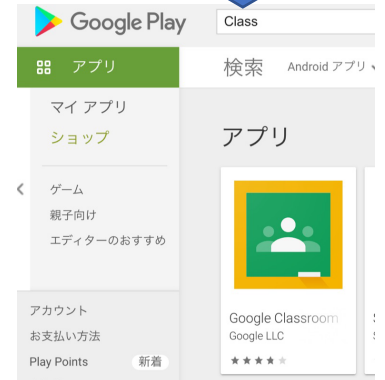 Google Play
Class
アプリ
検索
Android アプリ
マイ アプリ
ショップ
アプリ
ゲーム
親子向け
エディターのおすすめ
Google Classroom
Google LLC
アカウント
お支払い方法
Play Points
新着